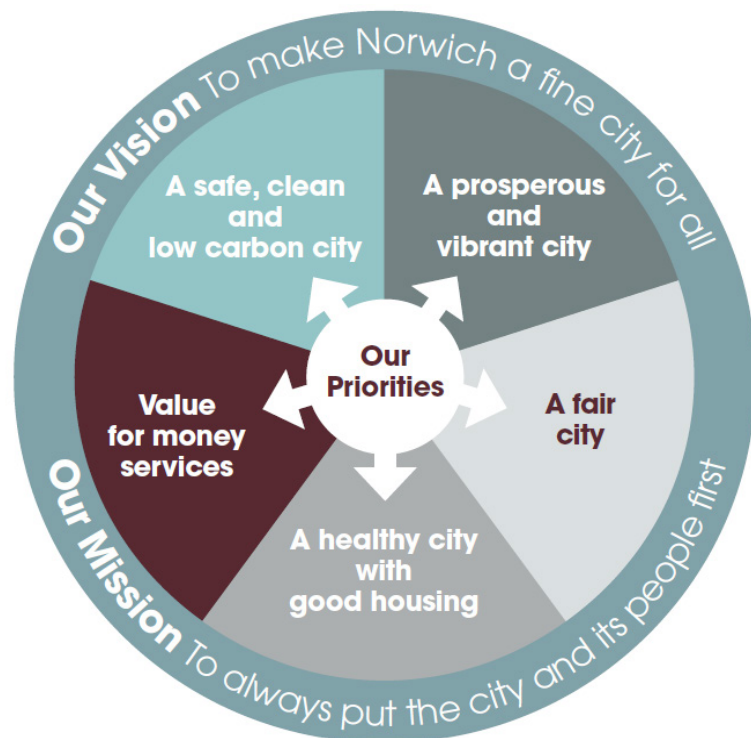 Our Vision To make Norwich a fine city for all
A safe, clean
and
low carbon city
A prosperous
and
vibrant city
Our
Priorities
Value
for money
services
A fair
city
A healthy city
with
good housing
Our Mission To always put the city and its people first